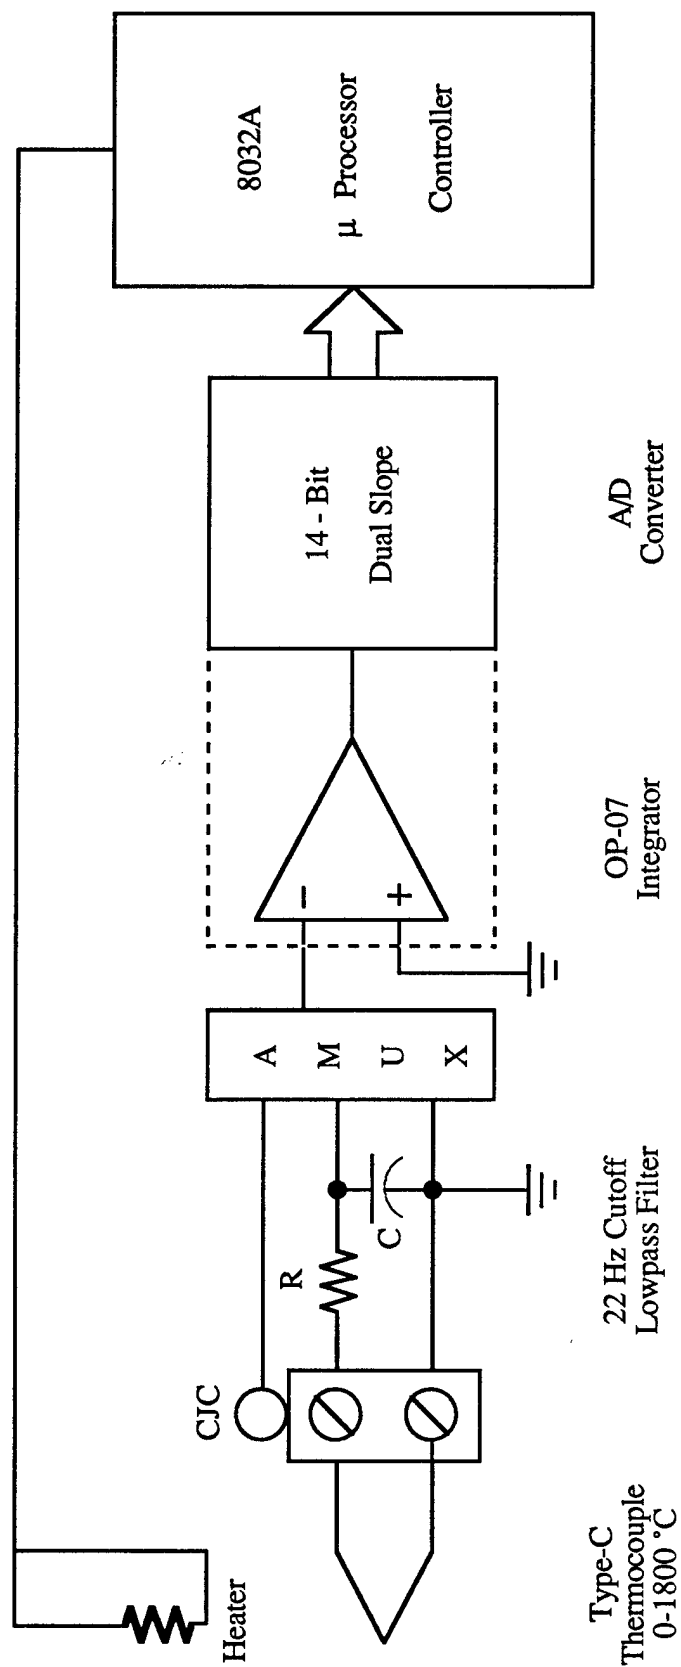 Heater
Type-C
Thermocouple
0-1800 °C
CJC
R
C
22 Hz Cutoff
Lowpass Filter
A
M
U
X
−
+
OP-07
Integrator
14 - Bit
Dual Slope
A/D
Converter
8032A
µ Processor
Controller